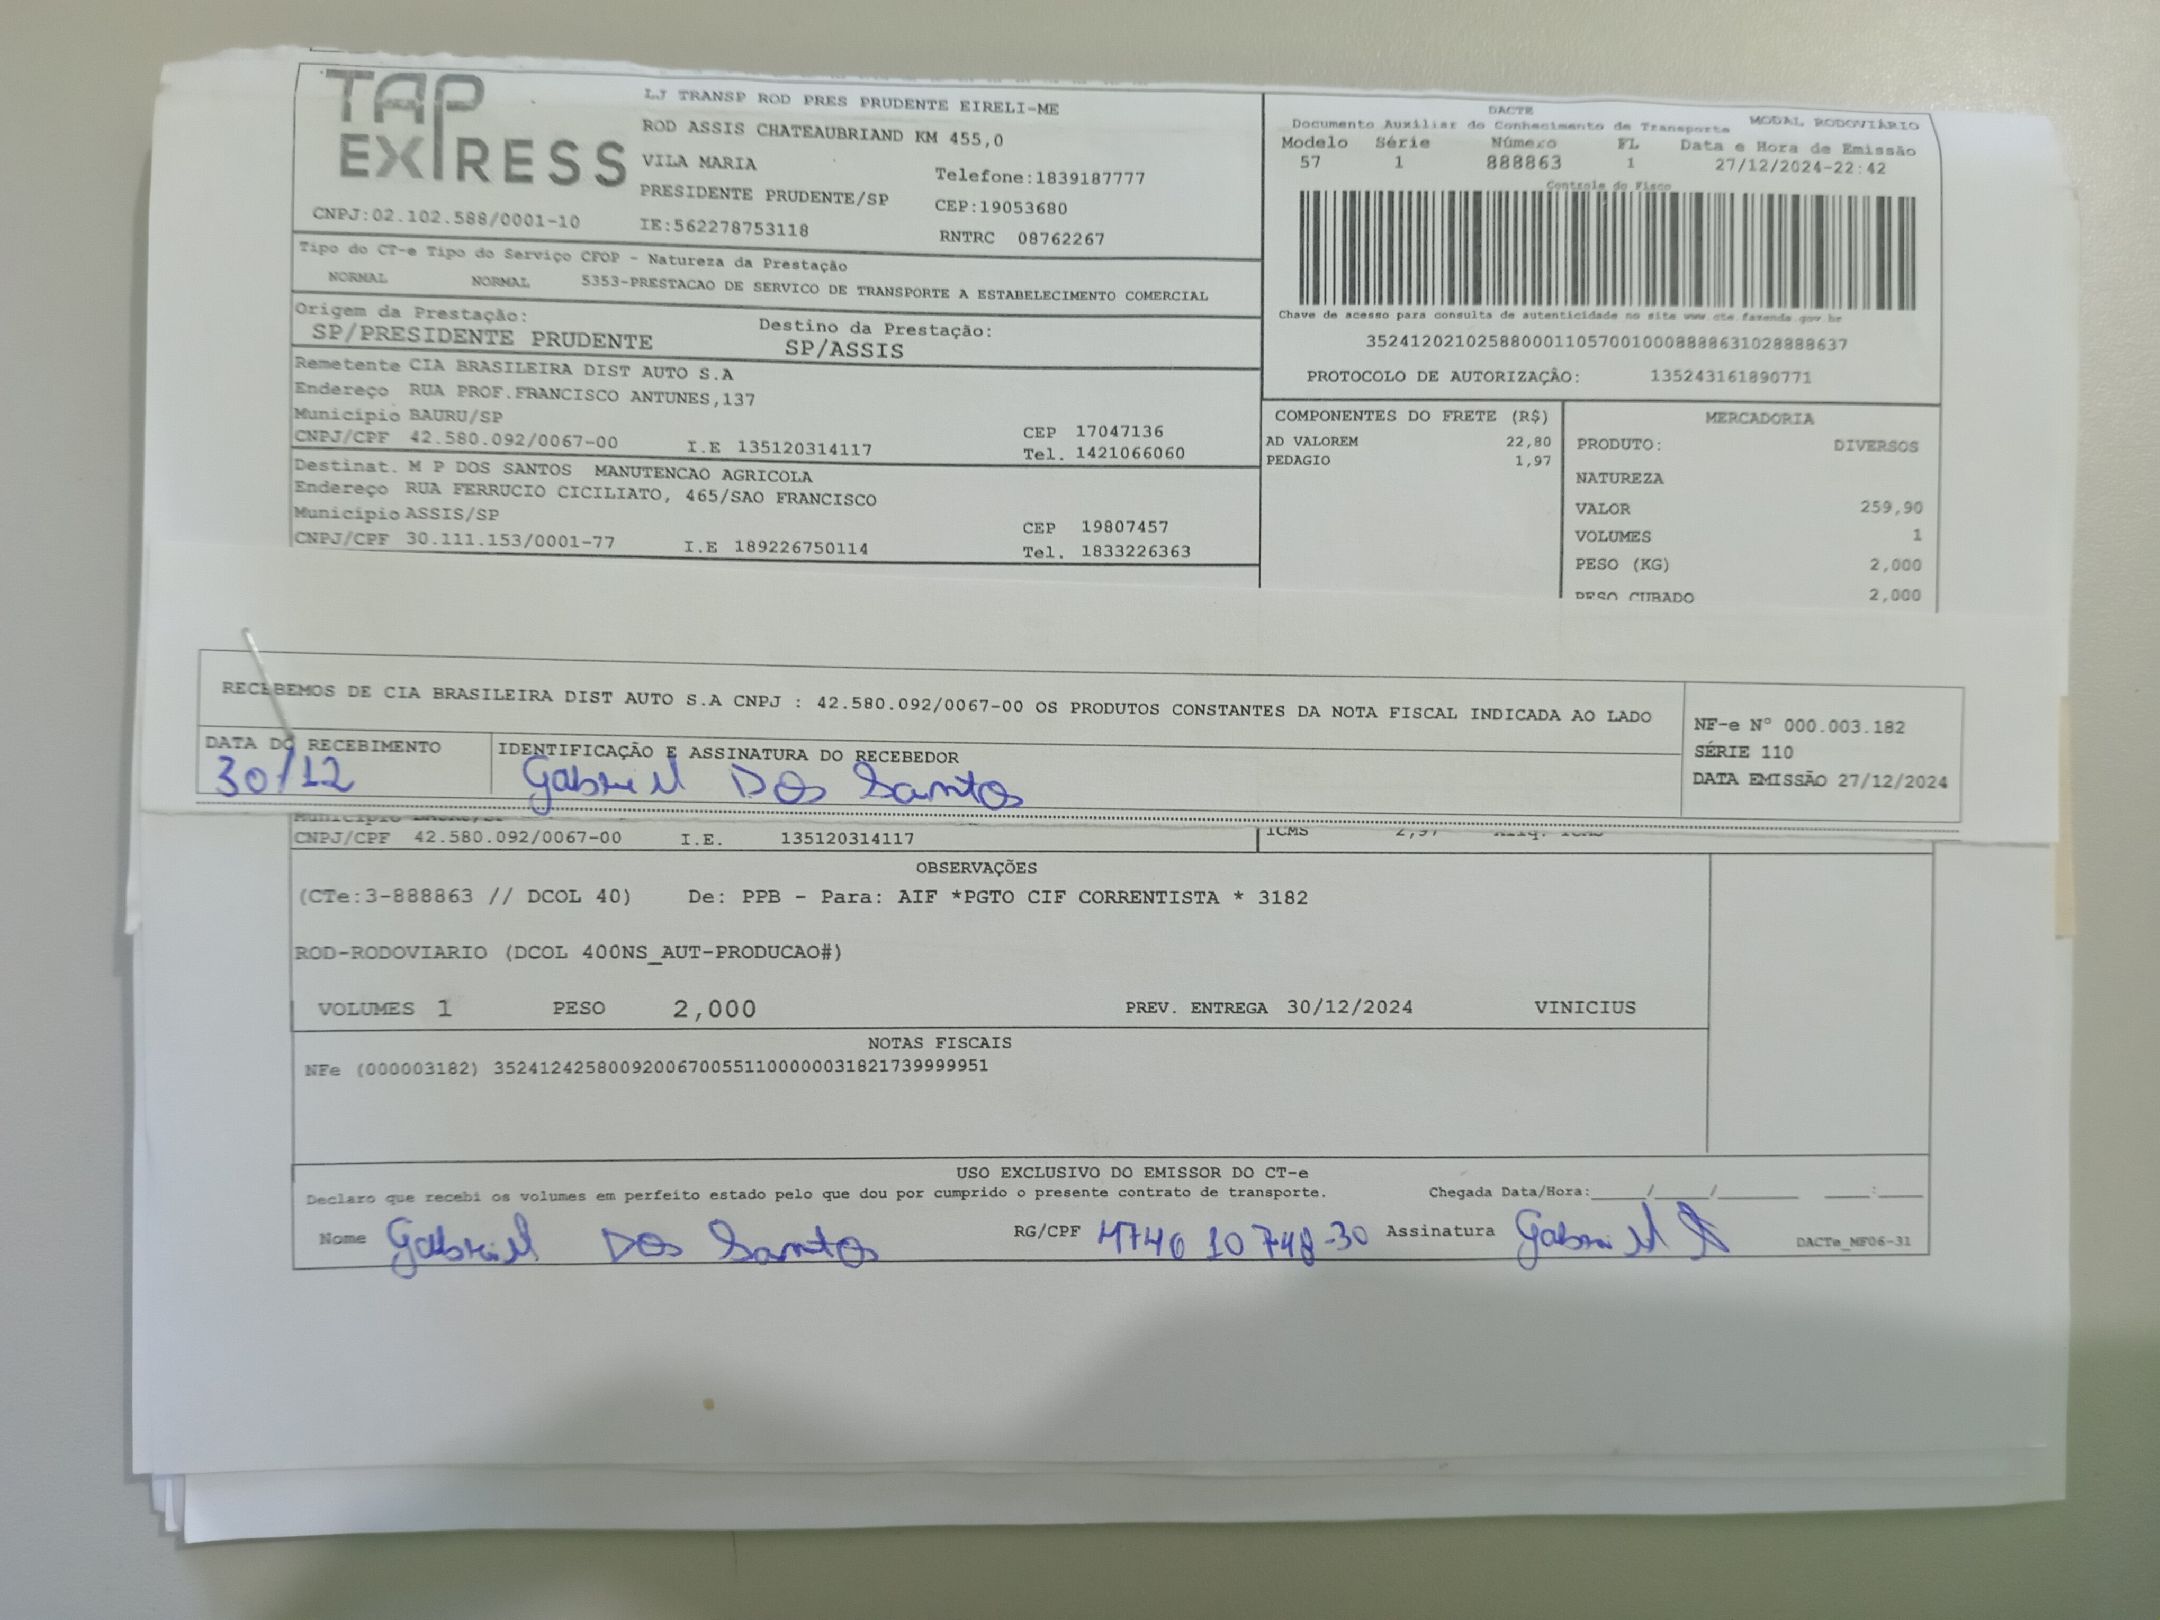 TAP EXPRESS
LJ TRANSP ROD PRES PRUDENTE EIRELI-ME
ROD ASSIS CHATEAUBRIAND KM 455,0
VILA MARIA Telefone:1839187777
PRESIDENTE PRUDENTE/SP CEP:19053680
CNPJ:02.102.588/0001-10 IE:562278753118 RNTRC 08762267
DACTE MODAL RODOVIÁRIO
Documento Auxiliar do Conhecimento de Transporte
Modelo Série Número FL Data e Hora de Emissão
57 1 888863 1 27/12/2024-22:42
Controle do Fisco
Chave de acesso para consulta de autenticidade no site www.cte.fazenda.gov.br
35241202102588000110570010008888631028888637
PROTOCOLO DE AUTORIZAÇÃO: 135243161890771
Tipo do CT-e Tipo do Serviço CFOP - Natureza da Prestação
NORMAL NORMAL 5353-PRESTACAO DE SERVICO DE TRANSPORTE A ESTABELECIMENTO COMERCIAL
Origem da Prestação: Destino da Prestação:
SP/PRESIDENTE PRUDENTE SP/ASSIS
Remetente CIA BRASILEIRA DIST AUTO S.A
Endereço RUA PROF.FRANCISCO ANTUNES,137
Município BAURU/SP CEP 17047136
CNPJ/CPF 42.580.092/0067-00 I.E 135120314117 Tel. 1421066060
Destinat. M P DOS SANTOS MANUTENCAO AGRICOLA
Endereço RUA FERRUCIO CICILIATO, 465/SAO FRANCISCO
Município ASSIS/SP CEP 19807457
CNPJ/CPF 30.111.153/0001-77 I.E 189226750114 Tel. 1833226363
COMPONENTES DO FRETE (R$)
AD VALOREM 22,80
PEDAGIO 1,97
MERCADORIA
PRODUTO: DIVERSOS
NATUREZA
VALOR 259,90
VOLUMES 1
PESO (KG) 2,000
PESO CUBADO 2,000
RECEBEMOS DE CIA BRASILEIRA DIST AUTO S.A CNPJ : 42.580.092/0067-00 OS PRODUTOS CONSTANTES DA NOTA FISCAL INDICADA AO LADO
NF-e Nº 000.003.182
SÉRIE 110
DATA EMISSÃO 27/12/2024
DATA DO RECEBIMENTO IDENTIFICAÇÃO E ASSINATURA DO RECEBEDOR
30/12 Gabriel Dos Santos
CNPJ/CPF 42.580.092/0067-00 I.E. 135120314117 ICMS
OBSERVAÇÕES
(CTe:3-888863 // DCOL 40) De: PPB - Para: AIF *PGTO CIF CORRENTISTA * 3182
ROD-RODOVIARIO (DCOL 400NS_AUT-PRODUCAO#)
VOLUMES 1 PESO 2,000 PREV. ENTREGA 30/12/2024 VINICIUS
NOTAS FISCAIS
NFe (000003182) 35241242580092006700551100000031821739999951
USO EXCLUSIVO DO EMISSOR DO CT-e
Declaro que recebi os volumes em perfeito estado pelo que dou por cumprido o presente contrato de transporte. Chegada Data/Hora:____/____/________ ____:____
Nome Gabriel Dos Santos RG/CPF 474610748-30 Assinatura Gabriel DACTe_MF06-31